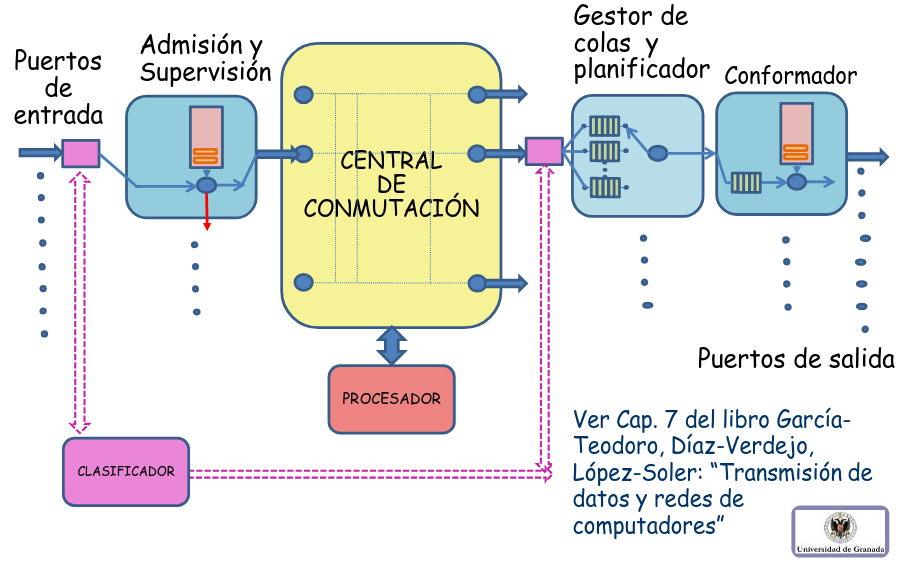 Puertos
de
entrada
Admisión y
Supervisión
CENTRAL
DE
CONMUTACIÓN
Gestor de
colas y
planificador
Conformador
Puertos de salida
PROCESADOR
CLASIFICADOR
Ver Cap. 7 del libro García-
Teodoro, Díaz-Verdejo,
López-Soler: “Transmisión de
datos y redes de
computadores”
Universidad de Granada